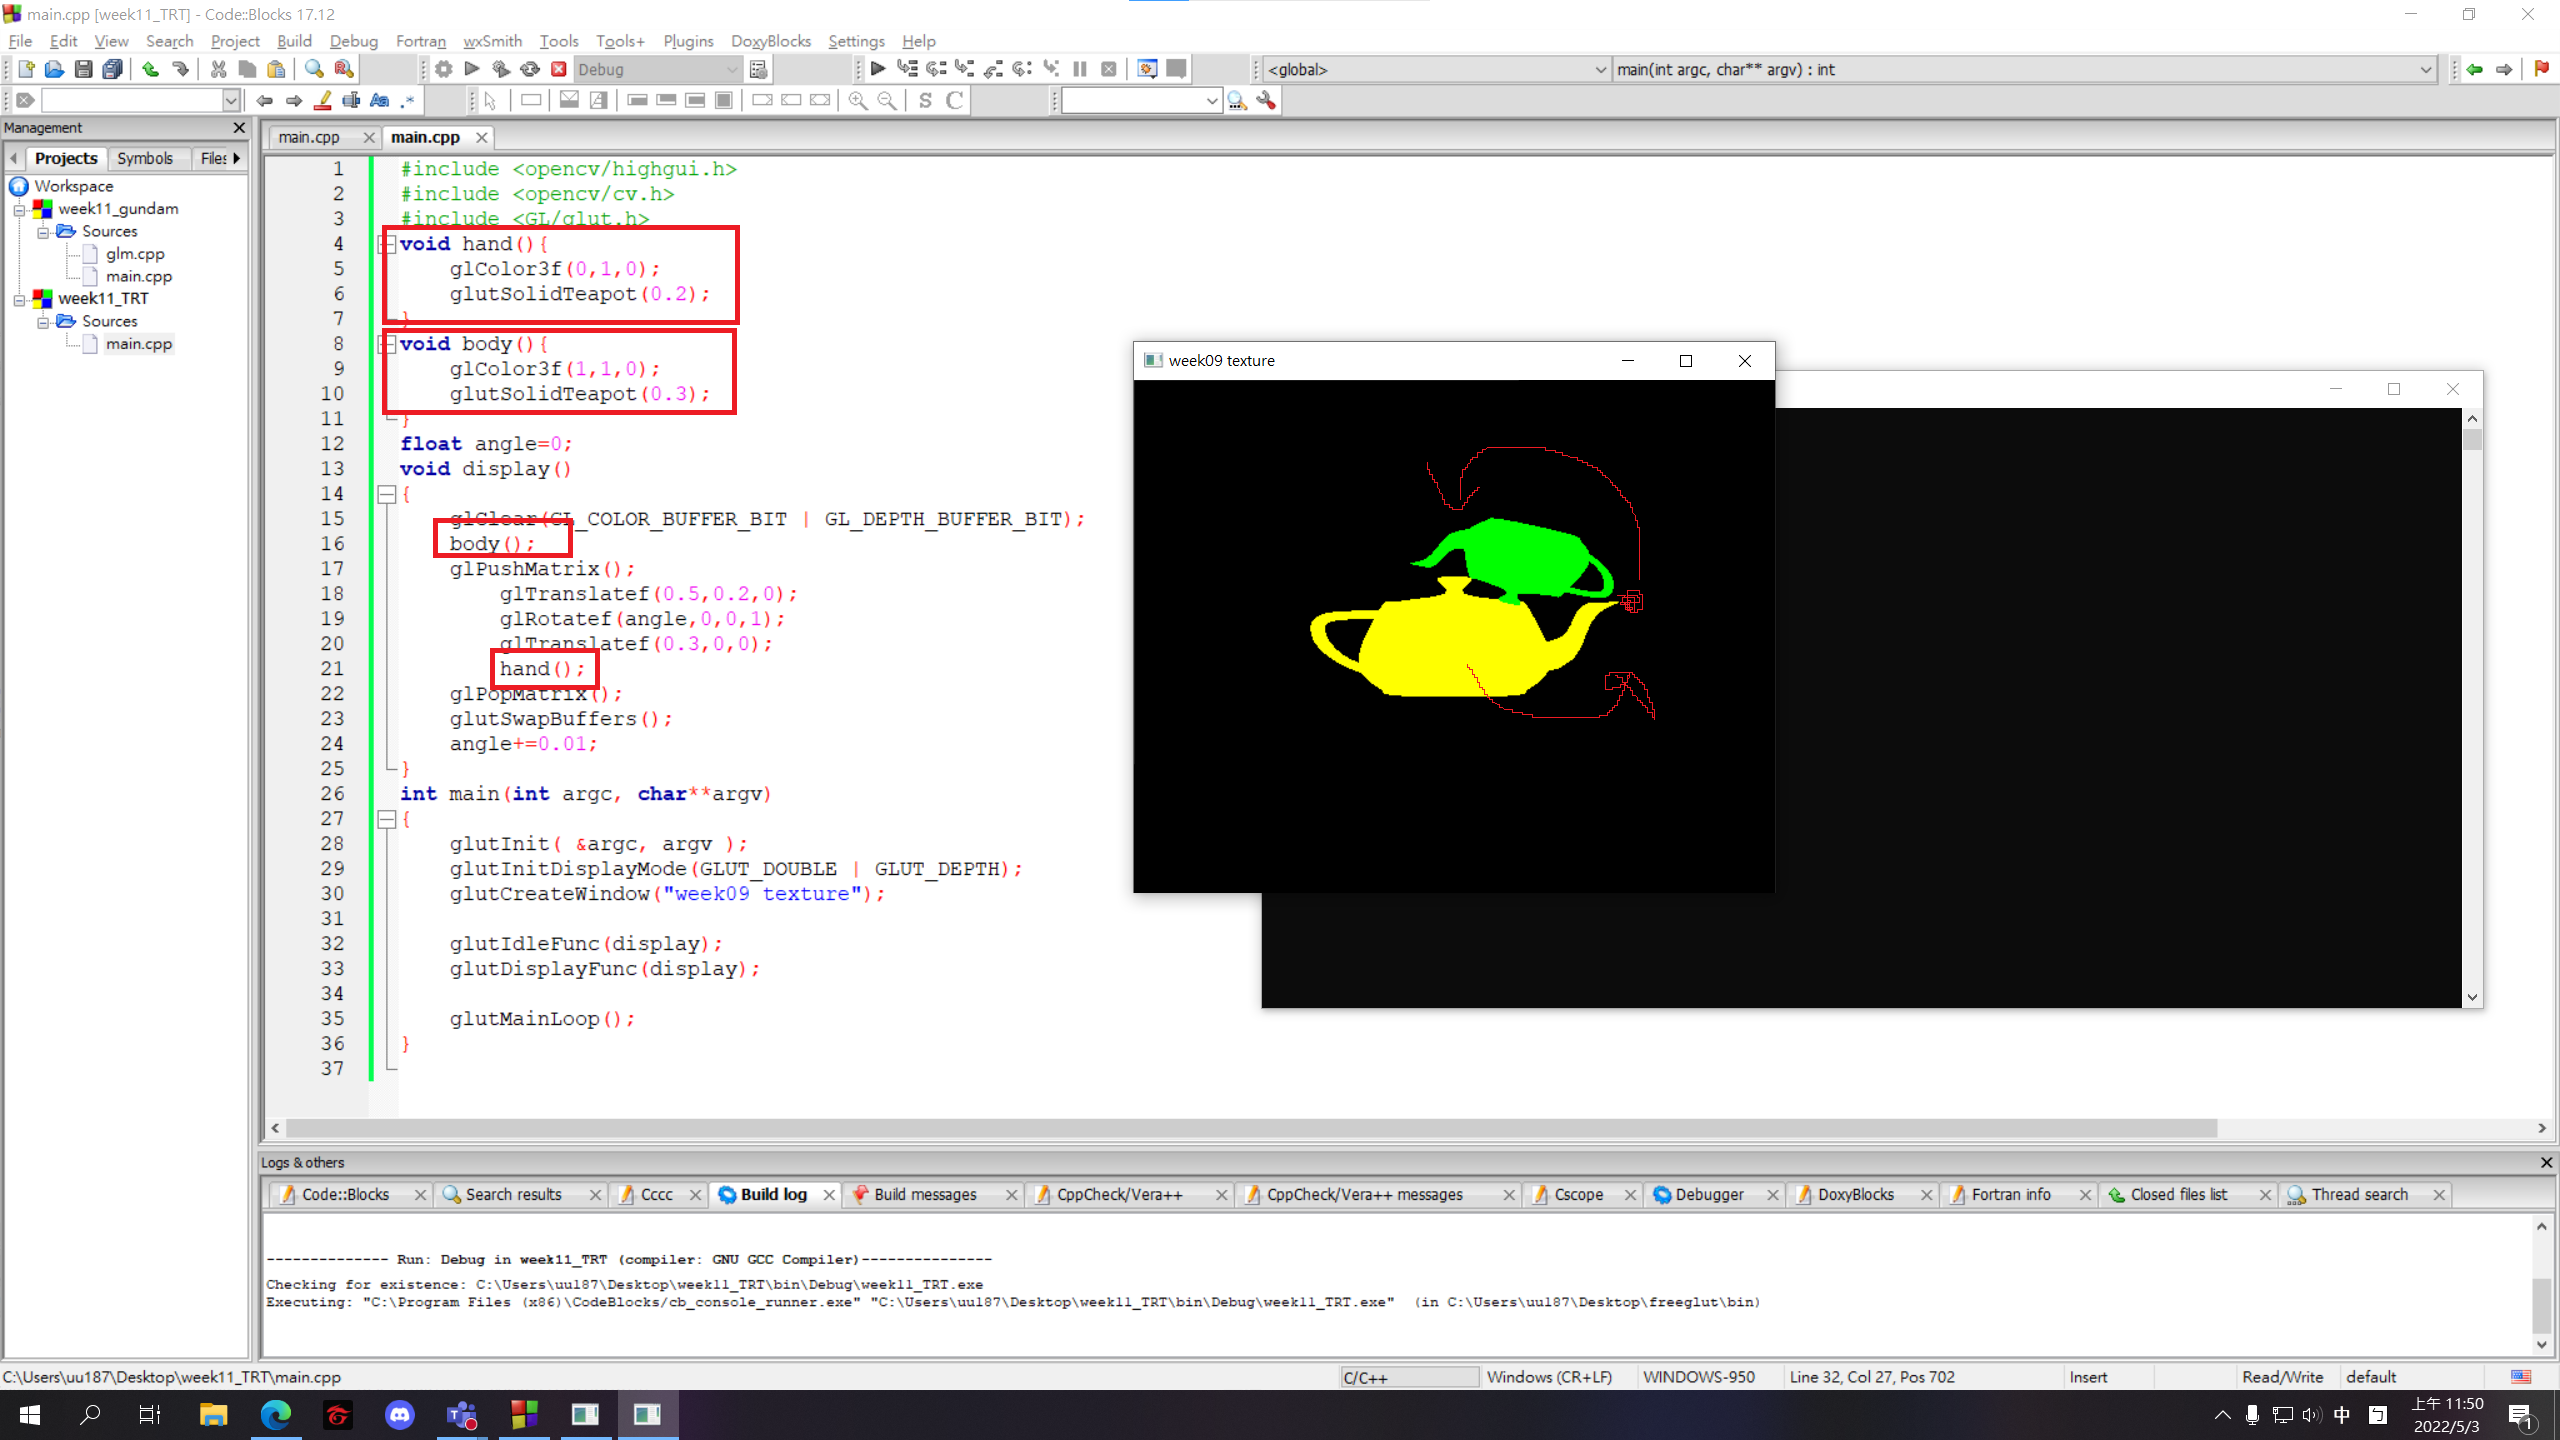 main.cpp [week11_TRT] - Code::Blocks 17.12
File Edit View Search Project Build Debug Fortran wxSmith Tools Tools+ Plugins DoxyBlocks Settings Help
Debug <global> main(int argc, char** argv) : int
S C
Management
main.cpp main.cpp
Projects Symbols Files
Workspace
week11_gundam
Sources
glm.cpp
main.cpp
week11_TRT
Sources
main.cpp
1 #include <opencv/highgui.h>
2 #include <opencv/cv.h>
3 #include <GL/glut.h>
4 void hand(){
5 glColor3f(0,1,0);
6 glutSolidTeapot(0.2);
7 }
8 void body(){
9 glColor3f(1,1,0);
10 glutSolidTeapot(0.3);
11 }
12 float angle=0;
13 void display()
14 {
15 glClear(GL_COLOR_BUFFER_BIT | GL_DEPTH_BUFFER_BIT);
16 body();
17 glPushMatrix();
18 glTranslatef(0.5,0.2,0);
19 glRotatef(angle,0,0,1);
20 glTranslatef(0.3,0,0);
21 hand();
22 glPopMatrix();
23 glutSwapBuffers();
24 angle+=0.01;
25 }
26 int main(int argc, char**argv)
27 {
28 glutInit( &argc, argv );
29 glutInitDisplayMode(GLUT_DOUBLE | GLUT_DEPTH);
30 glutCreateWindow("week09 texture");
31
32 glutIdleFunc(display);
33 glutDisplayFunc(display);
34
35 glutMainLoop();
36 }
37
week09 texture
Logs & others
Code::Blocks Search results Cccc Build log Build messages CppCheck/Vera++ CppCheck/Vera++ messages Cscope Debugger DoxyBlocks Fortran info Closed files list Thread search
-------------- Run: Debug in week11_TRT (compiler: GNU GCC Compiler)---------------
Checking for existence: C:\Users\uu187\Desktop\week11_TRT\bin\Debug\week11_TRT.exe
Executing: "C:\Program Files (x86)\CodeBlocks/cb_console_runner.exe" "C:\Users\uu187\Desktop\week11_TRT\bin\Debug\week11_TRT.exe"  (in C:\Users\uu187\Desktop\freeglut\bin)
C:\Users\uu187\Desktop\week11_TRT\main.cpp C/C++ Windows (CR+LF) WINDOWS-950 Line 32, Col 27, Pos 702 Insert Read/Write default
中 ㄅ 上午 11:50
2022/5/3
1